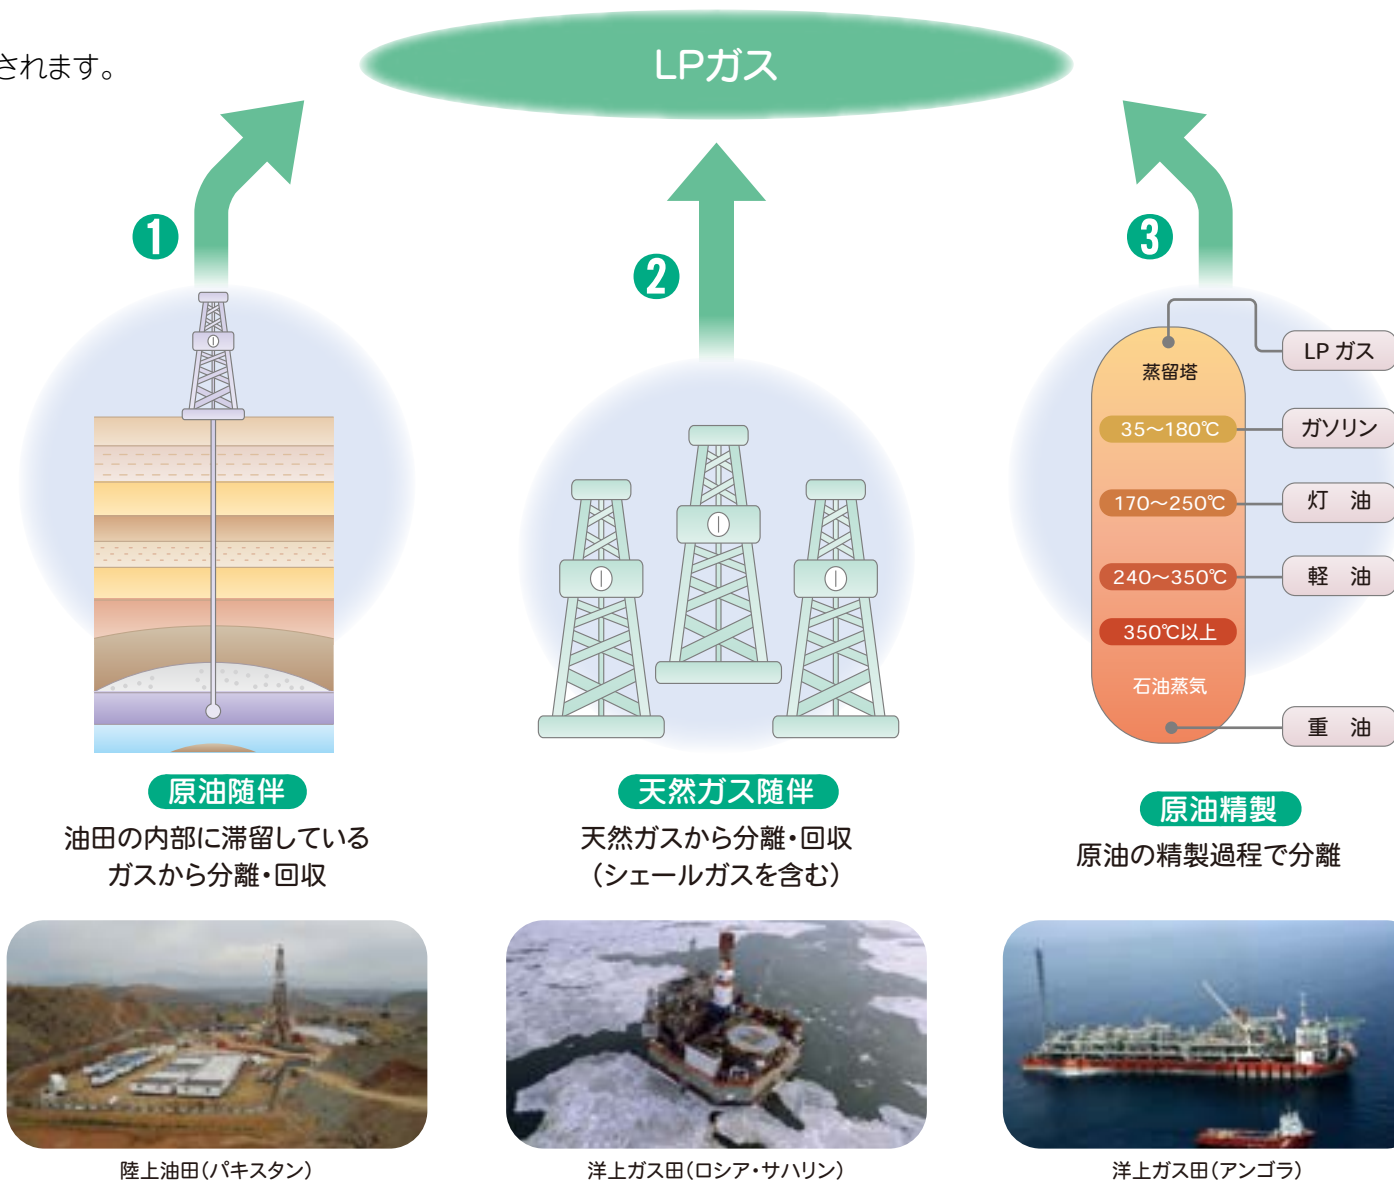 されます。
LPガス
1
2
3
蒸留塔
35～180℃
170～250℃
240～350℃
350℃以上
石油蒸気
LP ガス
ガソリン
灯　油
軽　油
重　油
原油随伴
油田の内部に滞留している
ガスから分離・回収
天然ガス随伴
天然ガスから分離・回収
（シェールガスを含む）
原油精製
原油の精製過程で分離
陸上油田（パキスタン）
洋上ガス田（ロシア・サハリン）
洋上ガス田（アンゴラ）